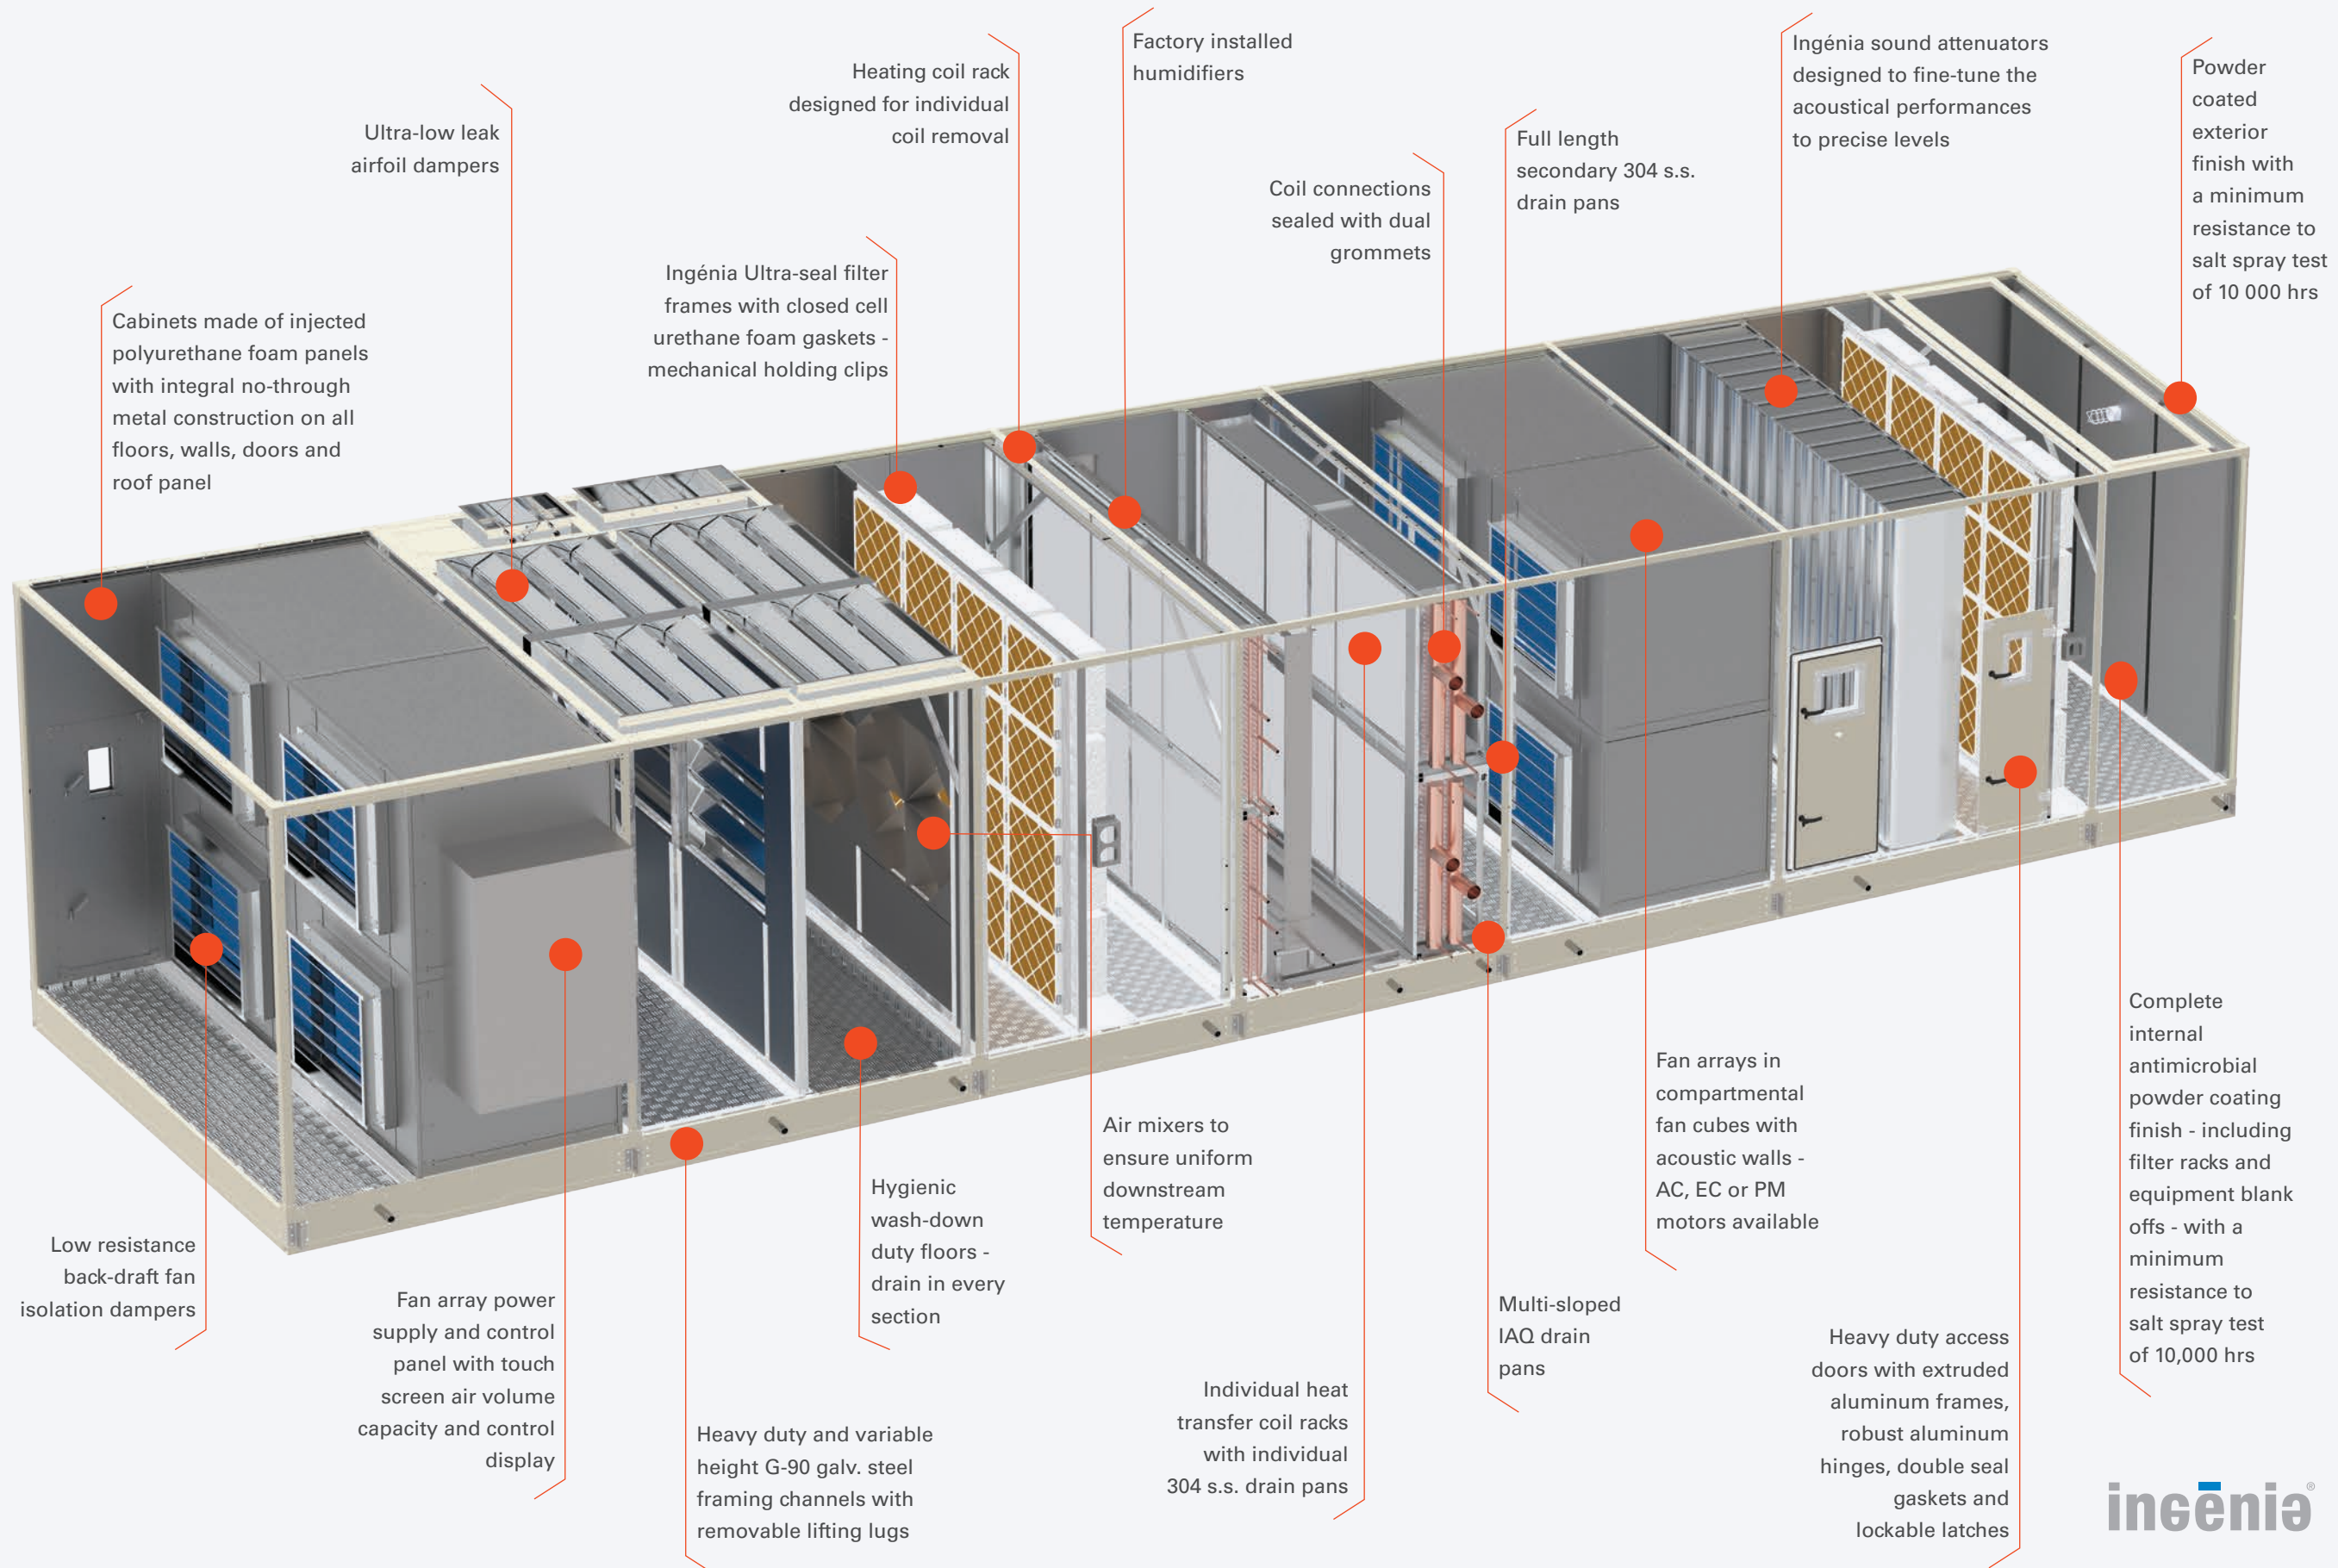 Factory installed
humidifiers
Ingénia sound attenuators
designed to fine-tune the
acoustical performances
to precise levels
Powder
coated
exterior
finish with
a minimum
resistance to
salt spray test
of 10 000 hrs
Heating coil rack
designed for individual
coil removal
Ultra-low leak
airfoil dampers
Full length
secondary 304 s.s.
drain pans
Coil connections
sealed with dual
grommets
Ingénia Ultra-seal filter
frames with closed cell
urethane foam gaskets -
mechanical holding clips
Cabinets made of injected
polyurethane foam panels
with integral no-through
metal construction on all
floors, walls, doors and
roof panel
Low resistance
back-draft fan
isolation dampers
Fan array power
supply and control
panel with touch
screen air volume
capacity and control
display
Heavy duty and variable
height G-90 galv. steel
framing channels with
removable lifting lugs
Hygienic
wash-down
duty floors -
drain in every
section
Air mixers to
ensure uniform
downstream
temperature
Individual heat
transfer coil racks
with individual
304 s.s. drain pans
Multi-sloped
IAQ drain
pans
Fan arrays in
compartmental
fan cubes with
acoustic walls -
AC, EC or PM
motors available
Heavy duty access
doors with extruded
aluminum frames,
robust aluminum
hinges, double seal
gaskets and
lockable latches
Complete
internal
antimicrobial
powder coating
finish - including
filter racks and
equipment blank
offs - with a
minimum
resistance to
salt spray test
of 10,000 hrs
ingēnia®